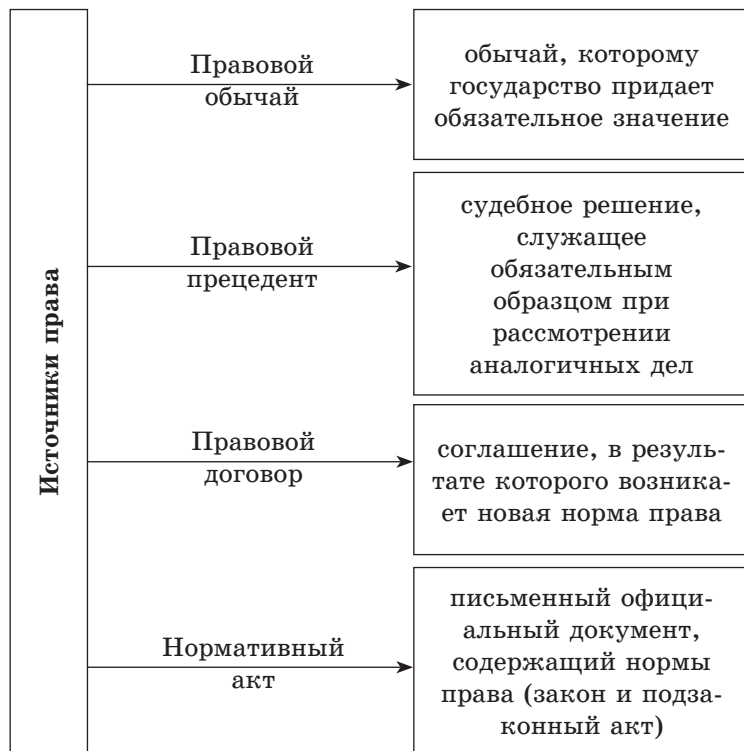 Источники права
Правовой
обычай
обычай, которому
государство придает
обязательное значение
Правовой
прецедент
судебное решение,
служащее
обязательным
образцом при
рассмотрении
аналогичных дел
Правовой
договор
соглашение, в резуль-
тате которого возника-
ет новая норма права
Нормативный
акт
письменный офици-
альный документ,
содержащий нормы
права (закон и подза-
конный акт)